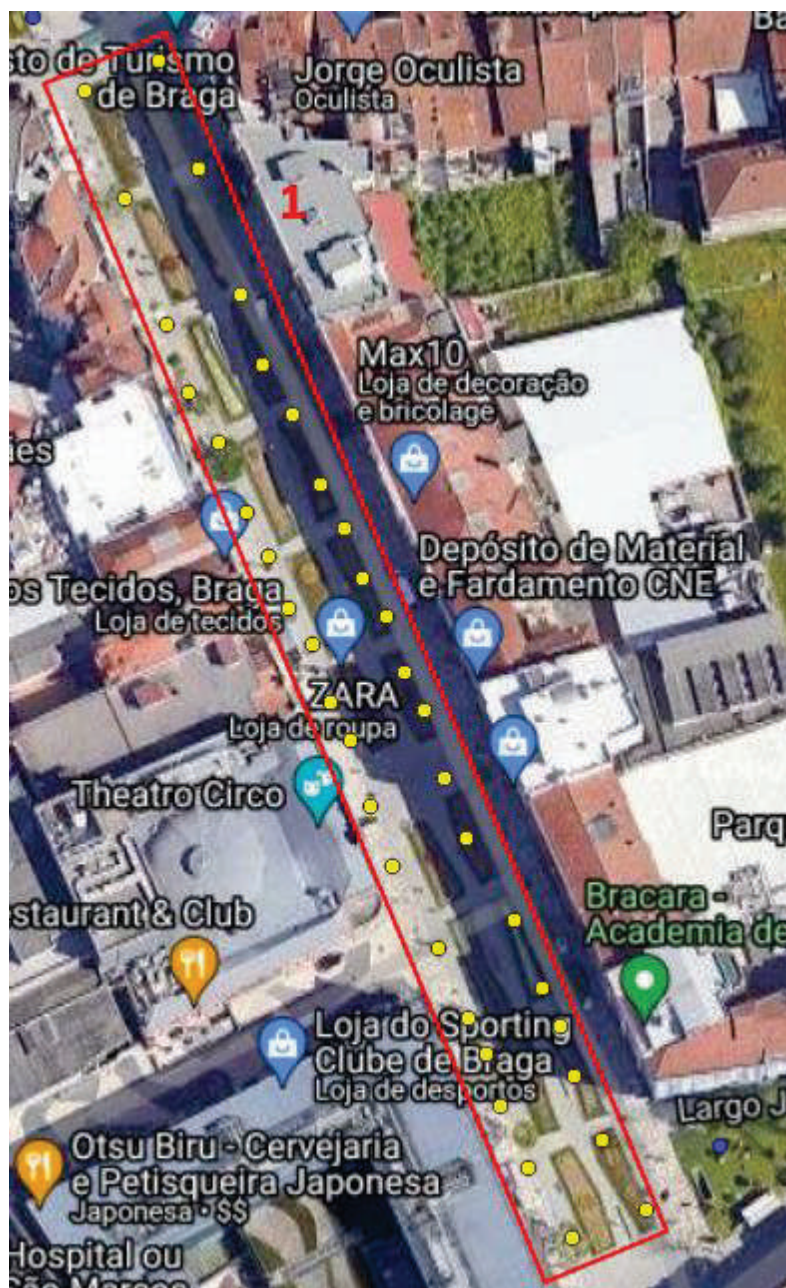 sto de Turismo
de Braga
Jorge Oculista
Oculista
1
Max10
Loja de decoração
e bricolage
Depósito de Material
e Fardamento CNE
os Tecidos, Braga
Loja de tecidos
ZARA
Loja de roupa
Theatro Circo
Parq
staurant & Club
Bracara -
Academia de
Loja do Sporting
Clube de Braga
Loja de desportos
Largo J
Otsu Biru - Cervejaria
e Petisqueira Japonesa
Japonesa • $$
Hospital ou